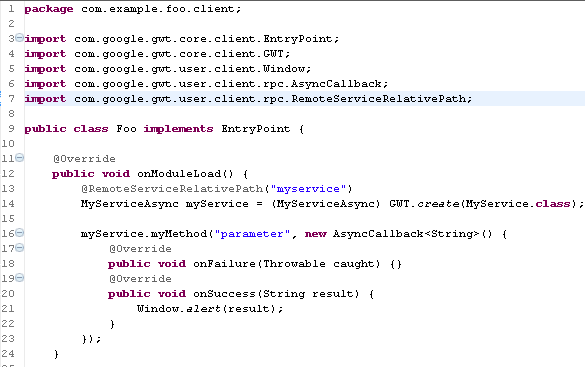 1 package com.example.foo.client;
2
3 import com.google.gwt.core.client.EntryPoint;
4 import com.google.gwt.core.client.GWT;
5 import com.google.gwt.user.client.Window;
6 import com.google.gwt.user.client.rpc.AsyncCallback;
7 import com.google.gwt.user.client.rpc.RemoteServiceRelativePath;
8
9 public class Foo implements EntryPoint {
10
11 @Override
12 public void onModuleLoad() {
13 @RemoteServiceRelativePath("myservice")
14 MyServiceAsync myService = (MyServiceAsync) GWT.create(MyService.class);
15
16 myService.myMethod("parameter", new AsyncCallback<String>() {
17 @Override
18 public void onFailure(Throwable caught) {}
19 @Override
20 public void onSuccess(String result) {
21 Window.alert(result);
22 }
23 });
24 }